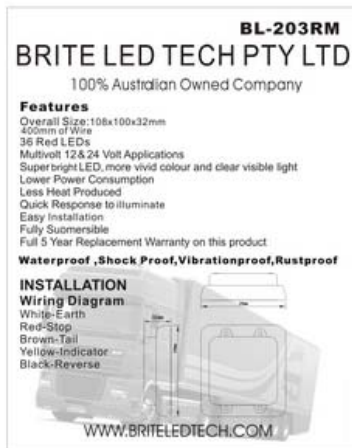 BL-203RM
BRITE LED TECH PTY LTD
100% Australian Owned Company
Features
Overall Size:108x100x32mm
400mm of Wire
36 Red LEDs
Multivolt 12&24 Volt Applications
Superbright LED, more vivid colour and clear visible light
Lower Power Consumption
Less Heat Produced
Quick Response to illuminate
Easy Installation
Fully Suomersible
Full 5 Year Replacement Warranty on this product
Waterproof ,Shock Proof,Vibrationproof,Rustproof
INSTALLATION
Wiring Diagram
White-Earth
Red-Stop
Brown-Tail
Yellow-Indicator
Black-Reverse
WWW.BRITELEDTECH.COM